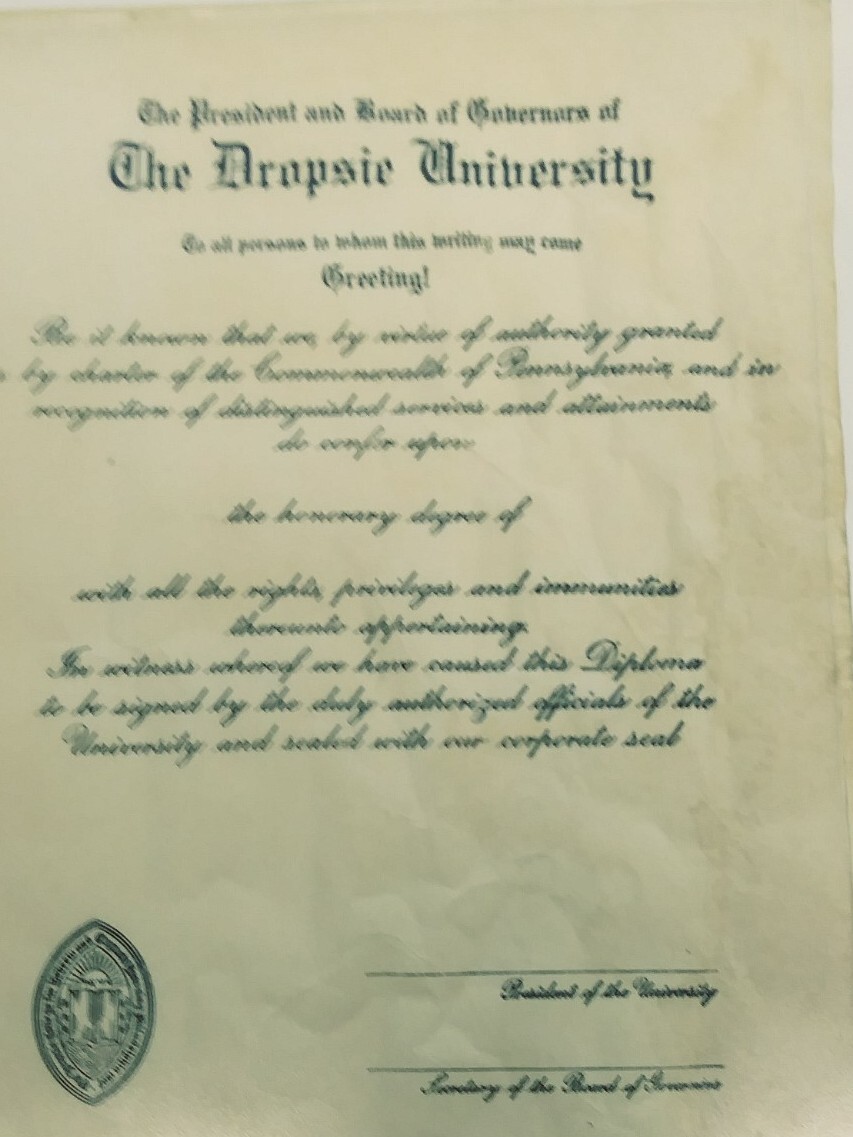 The President and Board of Governors of
The Dropsie University
To all persons to whom this writing may come
Greeting!
Be it known that we, by virtue of authority granted
by charter of the Commonwealth of Pennsylvania, and in
recognition of distinguished services and attainments
do confer upon
the honorary degree of
with all the rights, privileges and immunities
thereunto appertaining.
In witness whereof we have caused this Diploma
to be signed by the duly authorized officials of the
University and sealed with our corporate seal
President of the University
Secretary of the Board of Governors